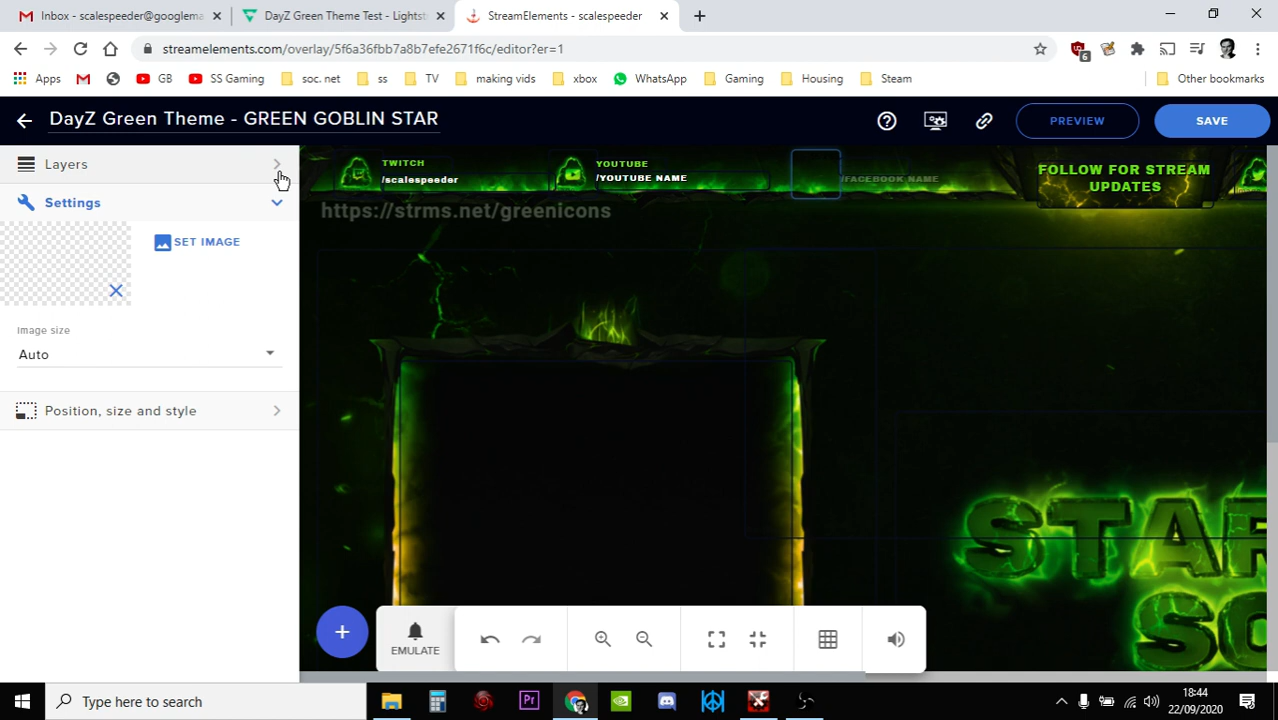 Inbox - scalespeeder@googlema
DayZ Green Theme Test - Lightst
StreamElements - scalespeeder
streamelements.com/overlay/5f6a36fbb7a8b7efe2671f6c/editor?er=1
6
Apps
GB
SS Gaming
soc. net
ss
TV
making vids
xbox
WhatsApp
Gaming
Housing
Steam
Other bookmarks
DayZ Green Theme - GREEN GOBLIN STAR
PREVIEW
SAVE
Layers
Settings
SET IMAGE
Image size
Auto
Position, size and style
TWITCH
/scalespeeder
YOUTUBE
/YOUTUBE NAME
/FACEBOOK NAME
FOLLOW FOR STREAM
UPDATES
https://strms.net/greenicons
STAR
SO
EMULATE
Type here to search
Pr
18:44
22/09/2020